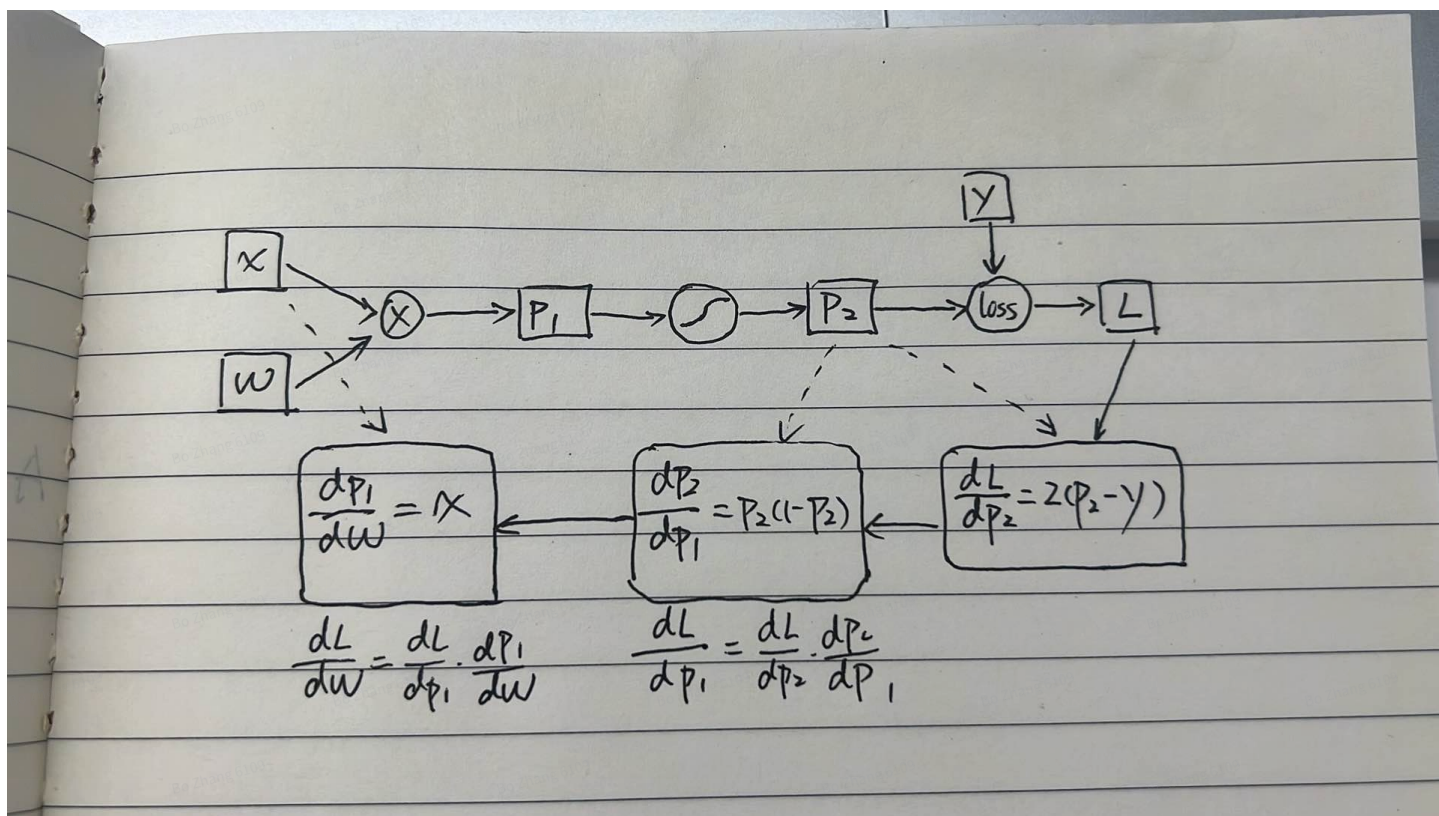 y
x
× P₁ P₂ loss L
W
dP₁/dW = x
dP₂/dP₁ = P₂(1-P₂)
dL/dP₂ = 2(P₂-y)
dL/dW = dL/dP₁ · dP₁/dW
dL/dP₁ = dL/dP₂ · dP₂/dP₁